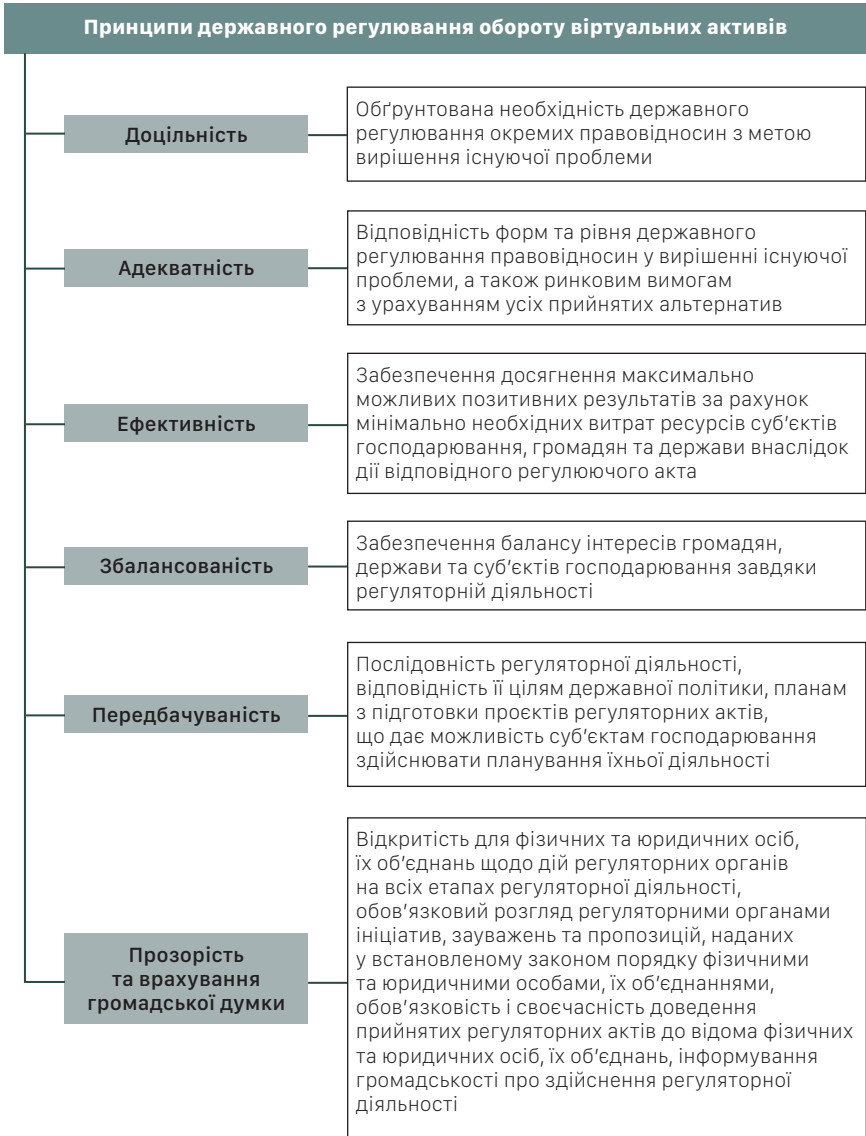 Принципи державного регулювання обороту віртуальних активів
Доцільність
Обґрунтована необхідність державного
регулювання окремих правовідносин з метою
вирішення існуючої проблеми
Адекватність
Відповідність форм та рівня державного
регулювання правовідносин у вирішенні існуючої
проблеми, а також ринковим вимогам
з урахуванням усіх прийнятих альтернатив
Ефективність
Забезпечення досягнення максимально
можливих позитивних результатів за рахунок
мінімально необхідних витрат ресурсів суб’єктів
господарювання, громадян та держави внаслідок
дії відповідного регулюючого акта
Збалансованість
Забезпечення балансу інтересів громадян,
держави та суб’єктів господарювання завдяки
регуляторній діяльності
Передбачуваність
Послідовність регуляторної діяльності,
відповідність її цілям державної політики, планам
з підготовки проєктів регуляторних актів,
що дає можливість суб’єктам господарювання
здійснювати планування їхньої діяльності
Прозорість
та врахування
громадської думки
Відкритість для фізичних та юридичних осіб,
їх об’єднань щодо дій регуляторних органів
на всіх етапах регуляторної діяльності,
обов’язковий розгляд регуляторними органами
ініціатив, зауважень та пропозицій, наданих
у встановленому законом порядку фізичними
та юридичними особами, їх об’єднаннями,
обов’язковість і своєчасність доведення
прийнятих регуляторних актів до відома фізичних
та юридичних осіб, їх об’єднань, інформування
громадськості про здійснення регуляторної
діяльності